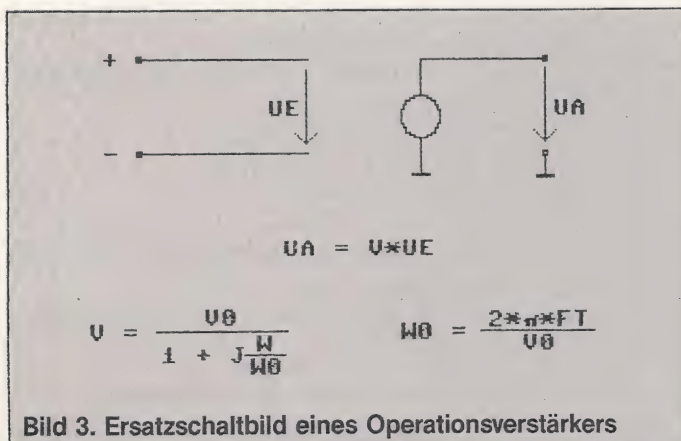 +
UE
UA
-
UA = V*UE
V = V0
1 + J W
W0
W0 = 2*π*FT
V0
Bild 3. Ersatzschaltbild eines Operationsverstärkers